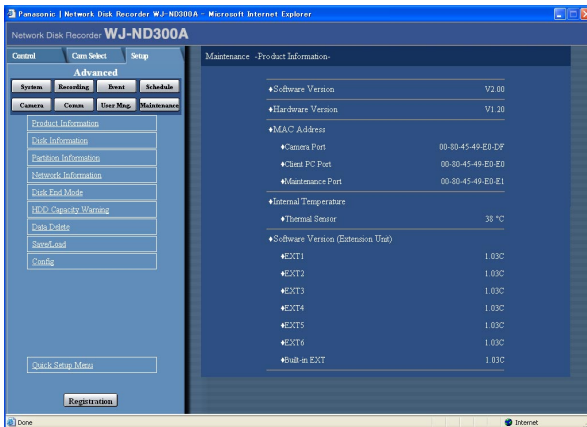 Panasonic | Network Disk Recorder WJ-ND300A - Microsoft Internet Explorer
Network Disk Recorder WJ-ND300A
Control Cam Select Setup
Advanced
System Recording Event Schedule
Camera Comm User Mng. Maintenance
Product Information
Disk Information
Partition Information
Network Information
Disk End Mode
HDD Capacity Warning
Data Delete
Save/Load
Config
Quick Setup Menu
Registration
Maintenance -Product Information-
♦Software Version V2.00
♦Hardware Version V1.20
♦MAC Address
♦Camera Port 00-80-45-49-E0-DF
♦Client PC Port 00-80-45-49-E0-E0
♦Maintenance Port 00-80-45-49-E0-E1
♦Internal Temperature
♦Thermal Sensor 38 °C
♦Software Version (Extension Unit)
♦EXT1 1.03C
♦EXT2 1.03C
♦EXT3 1.03C
♦EXT4 1.03C
♦EXT5 1.03C
♦EXT6 1.03C
♦Built-in EXT 1.03C
Done Internet